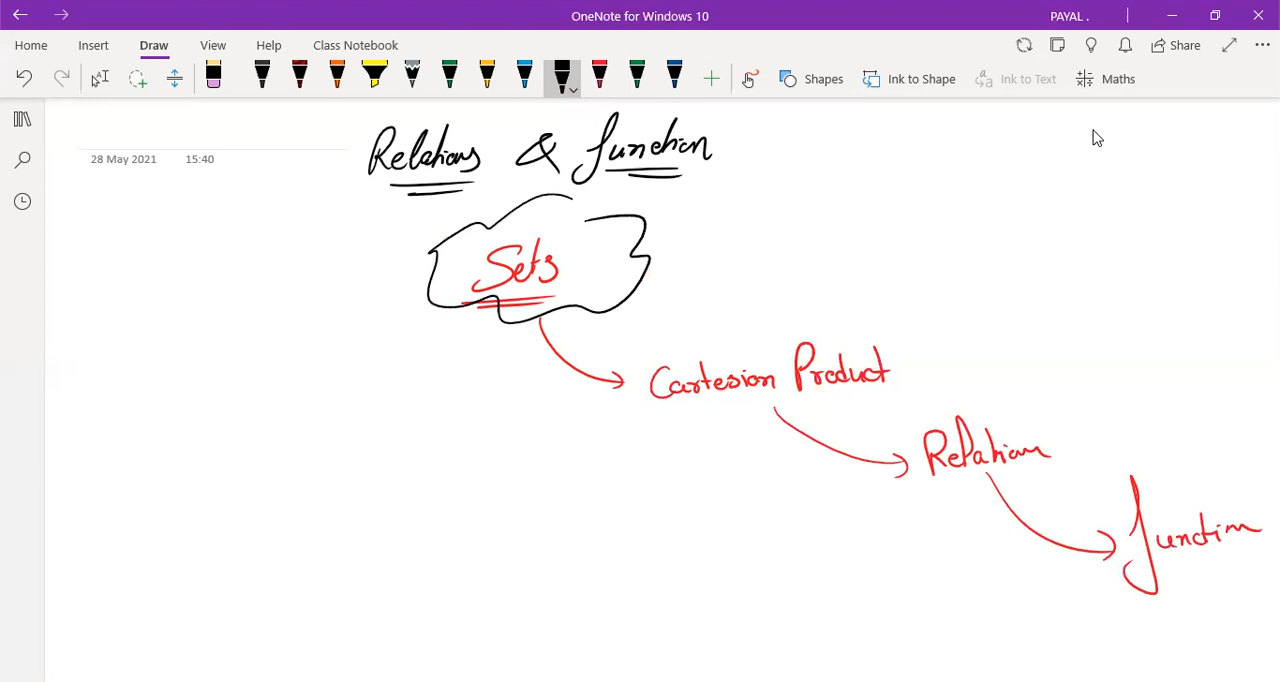 OneNote for Windows 10
PAYAL .
Home Insert Draw View Help Class Notebook
Share
Shapes Ink to Shape Ink to Text Maths
28 May 2021 15:40
Relations & function
Sets
Cartesion Product
Relation
function